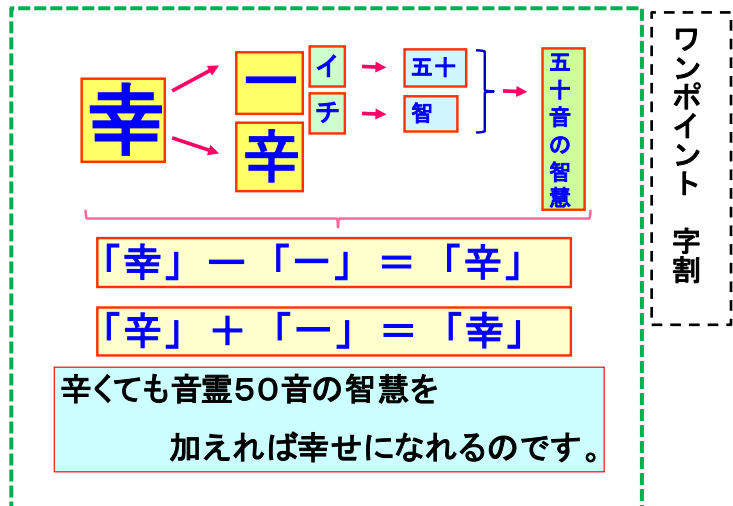 ワンポイント 字割
幸
一
イ
チ
辛
五十
智
五十音の智慧
「幸」－「一」＝「辛」
「辛」＋「一」＝「幸」
辛くても音霊５０音の智慧を
加えれば幸せになれるのです。